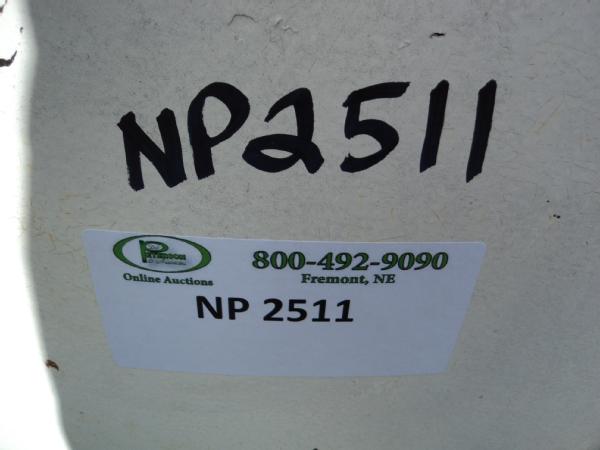 NP2511
800-492-9090
Online Auctions Fremont, NE
NP 2511